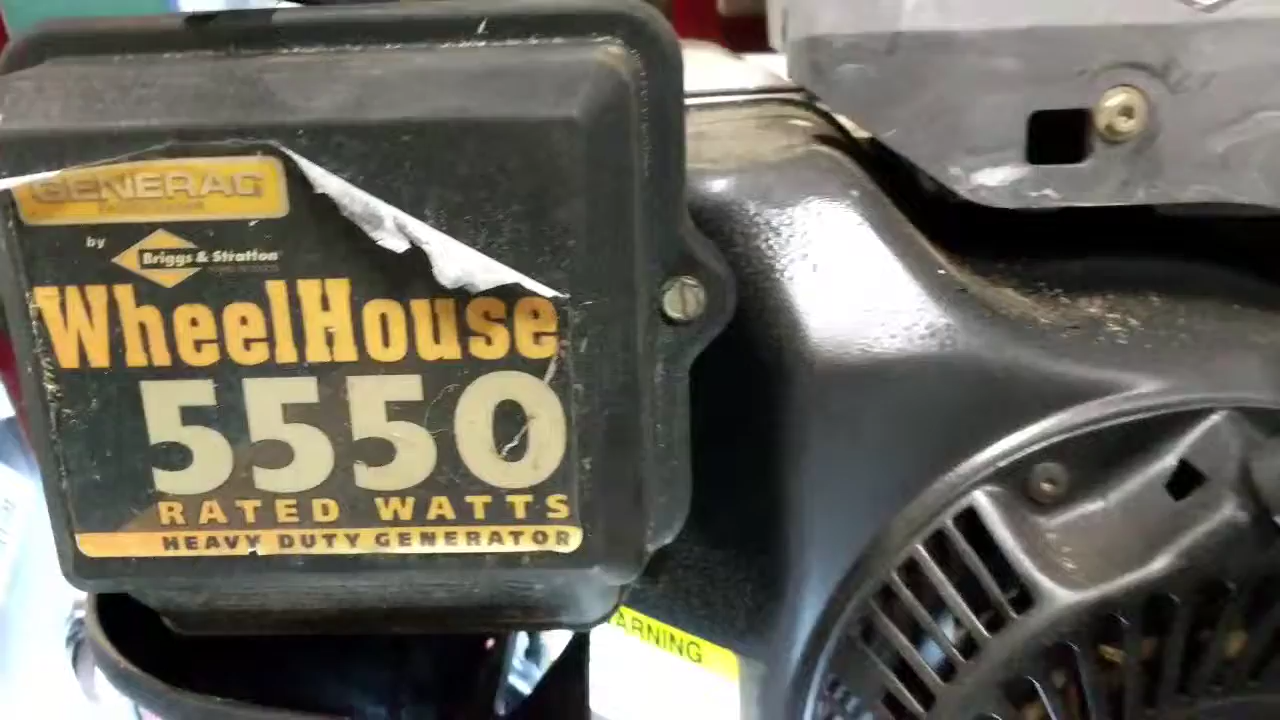 GENERAC
by
Briggs & Stratton
WheelHouse
5550
RATED WATTS
HEAVY DUTY GENERATOR
ARNING